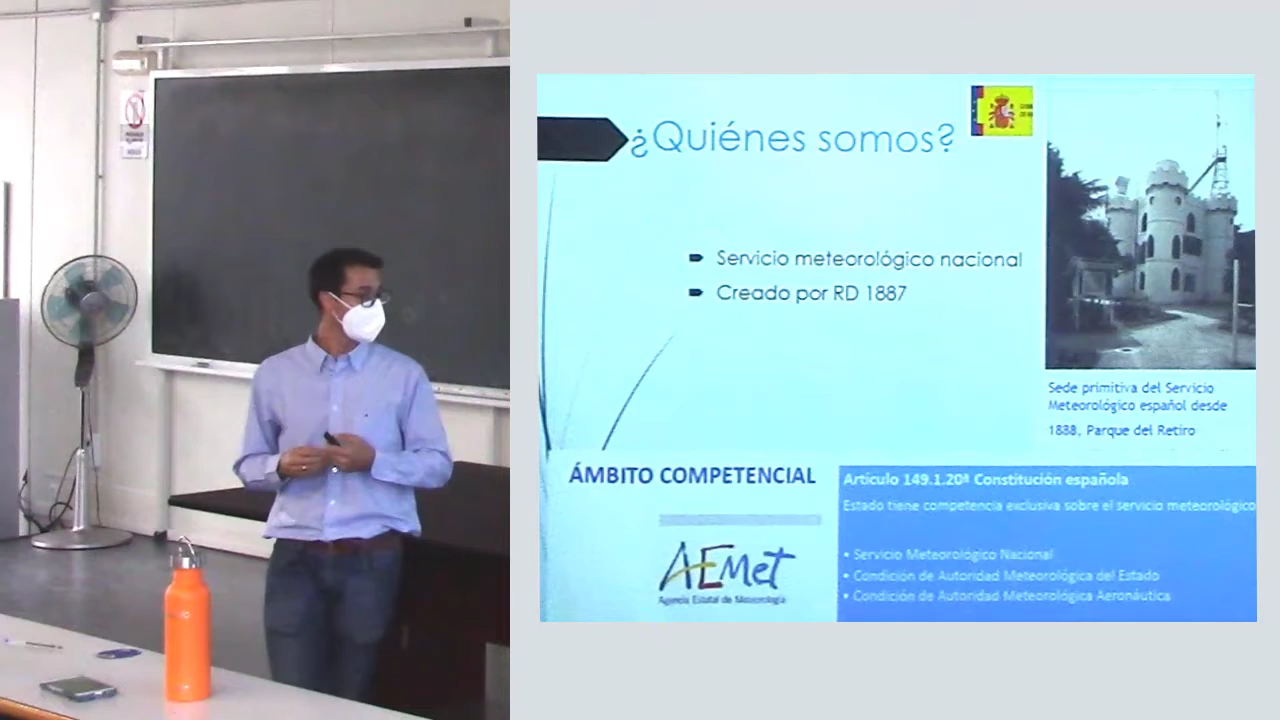 ¿Quiénes somos?
Servicio meteorológico nacional
Creado por RD 1887
Sede primitiva del Servicio
Meteorológico español desde
1888, Parque del Retiro
ÁMBITO COMPETENCIAL
Artículo 149.1.20ª Constitución española
Estado tiene competencia exclusiva sobre el servicio meteorológico
• Servicio Meteorológico Nacional
• Condición de Autoridad Meteorológica del Estado
• Condición de Autoridad Meteorológica Aeronáutica
AEMet
Agencia Estatal de Meteorología